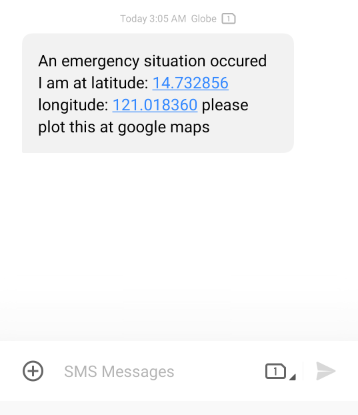 Today 3:05 AM Globe 1
An emergency situation occured
I am at latitude: 14.732856
longitude: 121.018360 please
plot this at google maps
SMS Messages 1